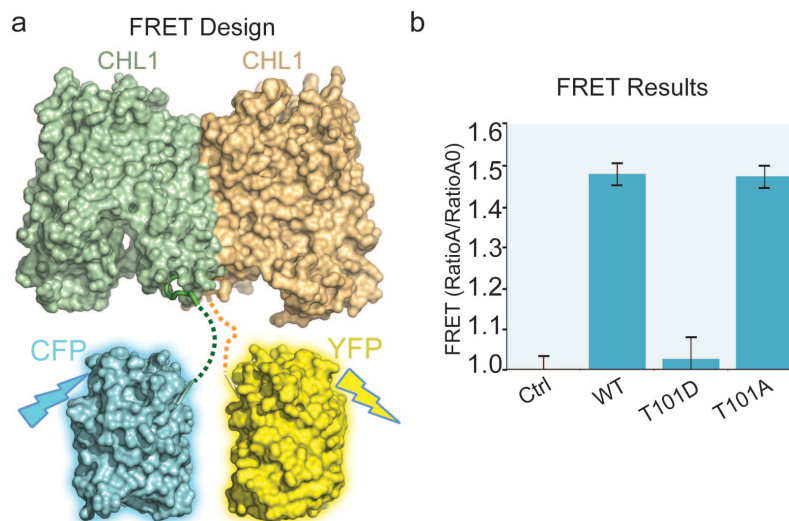 a
FRET Design
CHL1
CHL1
CFP
YFP
b
FRET Results
FRET (RatioA/RatioA0)
1.6
1.5
1.4
1.3
1.2
1.1
1.0
Ctrl
WT
T101D
T101A